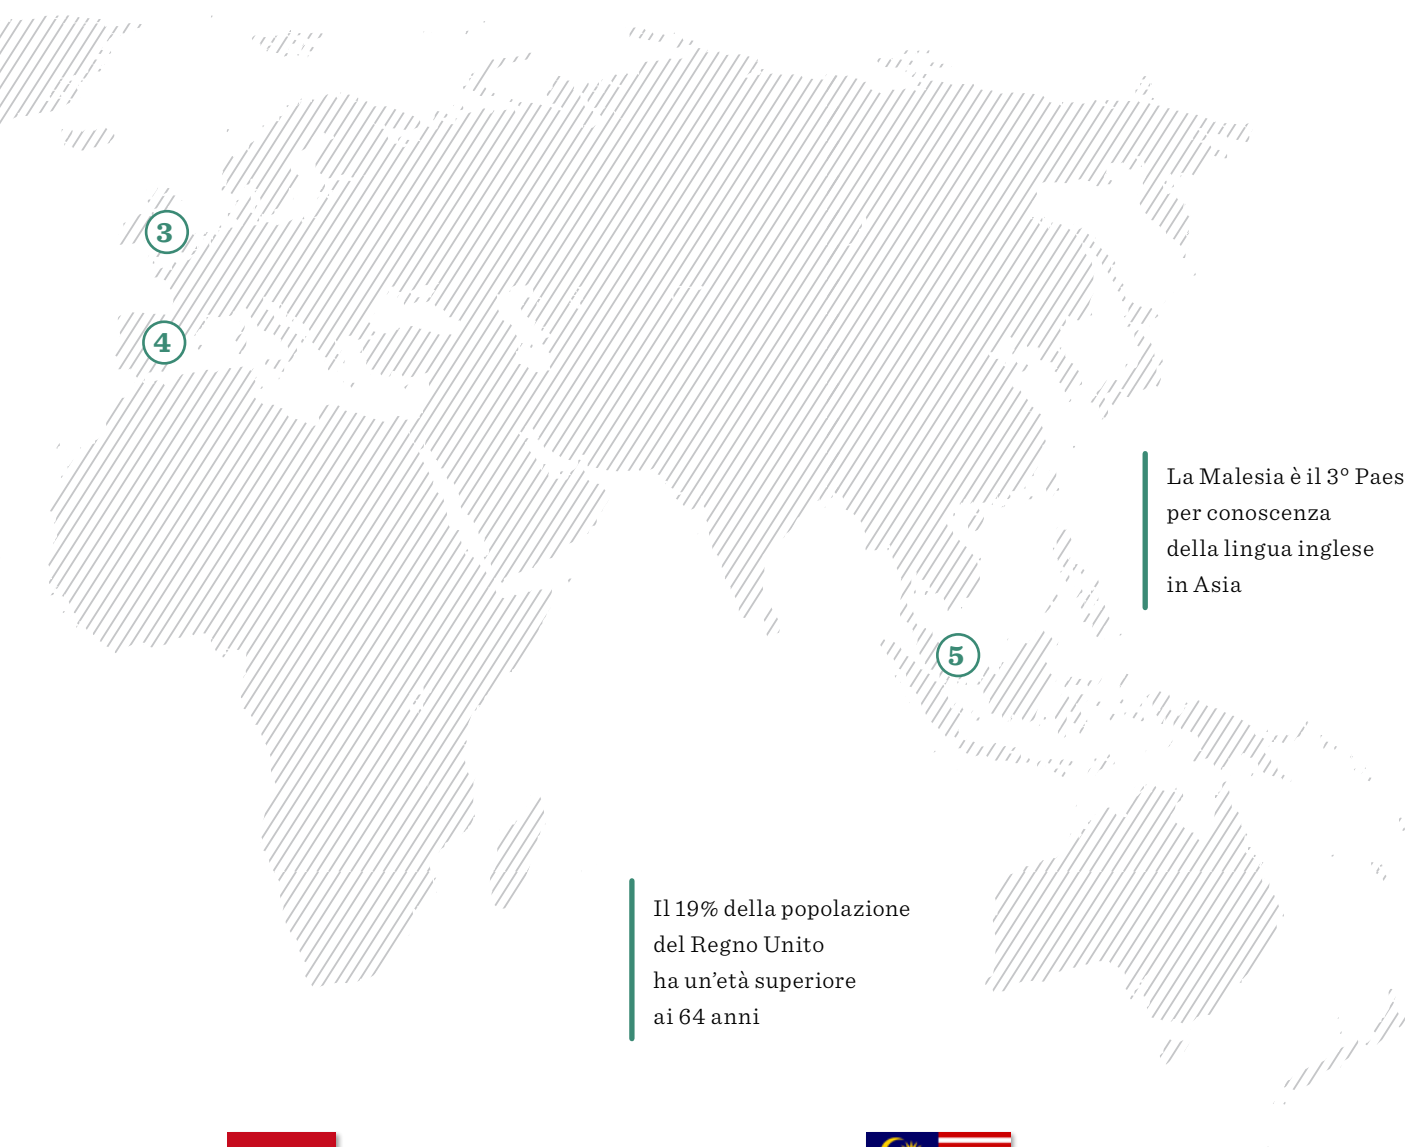 3
4
La Malesia è il 3° Paes
per conoscenza
della lingua inglese
in Asia
5
Il 19% della popolazione
del Regno Unito
ha un’età superiore
ai 64 anni